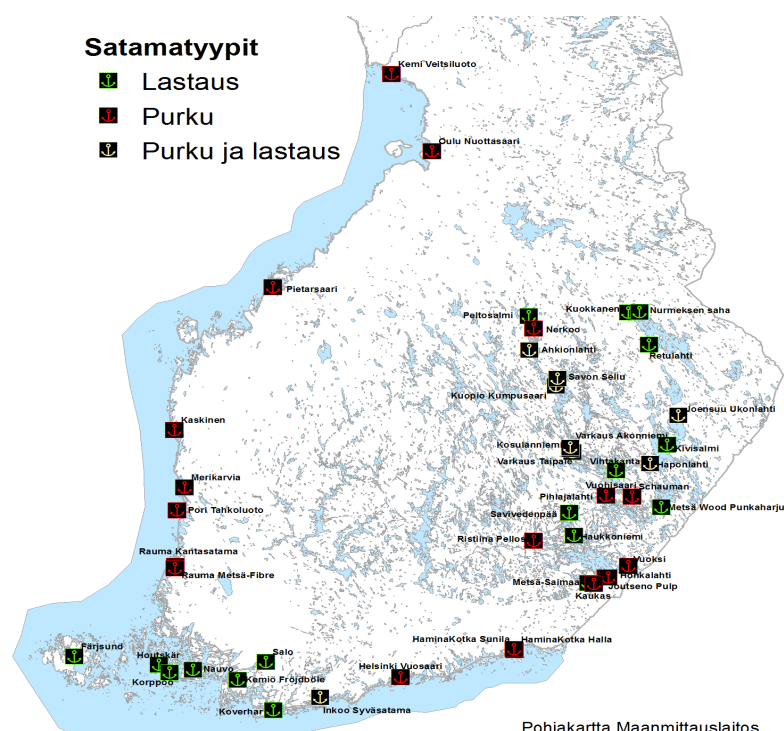 Satamatyypit
Lastaus
Purku
Purku ja lastaus
Kemi Veitsiluoto
Oulu Nuottasaari
Pietarsaari
Peltosalmi
Kuokkanen
Nurmeksen saha
Nerkoo
Ahkionlahti
Retulahti
Savon Sellu
Kuopio Kumpusaari
Joensuu Ukonlahti
Kaskinen
Varkaus Akonniemi
Kosulanniemi
Kivisalmi
Varkaus Taipale
Vihtakanta
Haponlahti
Merikarvia
Vuohisaari
Schauman
Pihlajalahti
Pori Tahkoluoto
Savivedenpää
Metsä Wood Punkaharju
Ristiina Pellos
Haukkoniemi
Rauma Kantasatama
Rauma Metsä-Fibre
Vuoksi
Honkalahti
Metsä-Saimaa
Joutseno Pulp
Kaukas
HaminaKotka Sunila
HaminaKotka Halla
Färjsund
Houtskär
Salo
Nauvo
Helsinki Vuosaari
Korppoo
Kemiö Fröjdböle
Koverhar
Inkoo Syväsatama
Pohjakartta Maanmittauslaitos